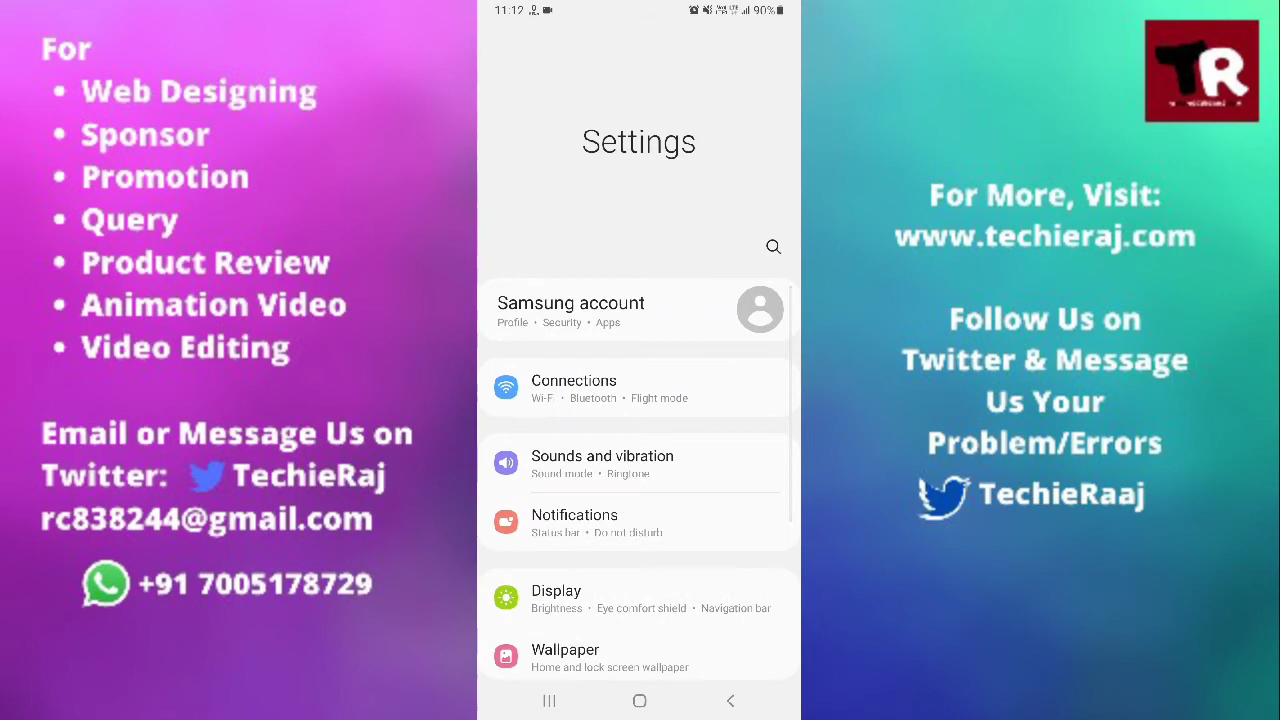 For
• Web Designing
• Sponsor
• Promotion
• Query
• Product Review
• Animation Video
• Video Editing
Email or Message Us on
Twitter: TechieRaj
rc838244@gmail.com
+91 7005178729
11:12
90%
Settings
Samsung account
Profile • Security • Apps
Connections
Wi-Fi • Bluetooth • Flight mode
Sounds and vibration
Sound mode • Ringtone
Notifications
Status bar • Do not disturb
Display
Brightness • Eye comfort shield • Navigation bar
Wallpaper
Home and lock screen wallpaper
TR
For More, Visit:
www.techieraj.com
Follow Us on
Twitter & Message
Us Your
Problem/Errors
TechieRaaj